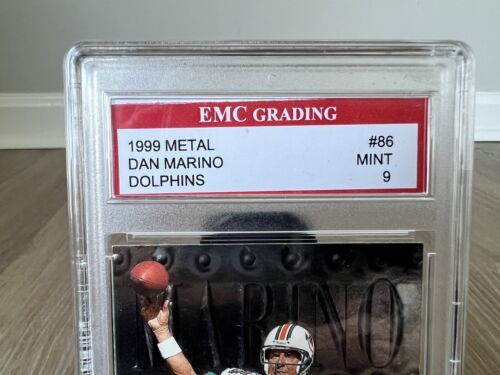 EMC GRADING
1999 METAL #86
DAN MARINO MINT
DOLPHINS 9
MARINO